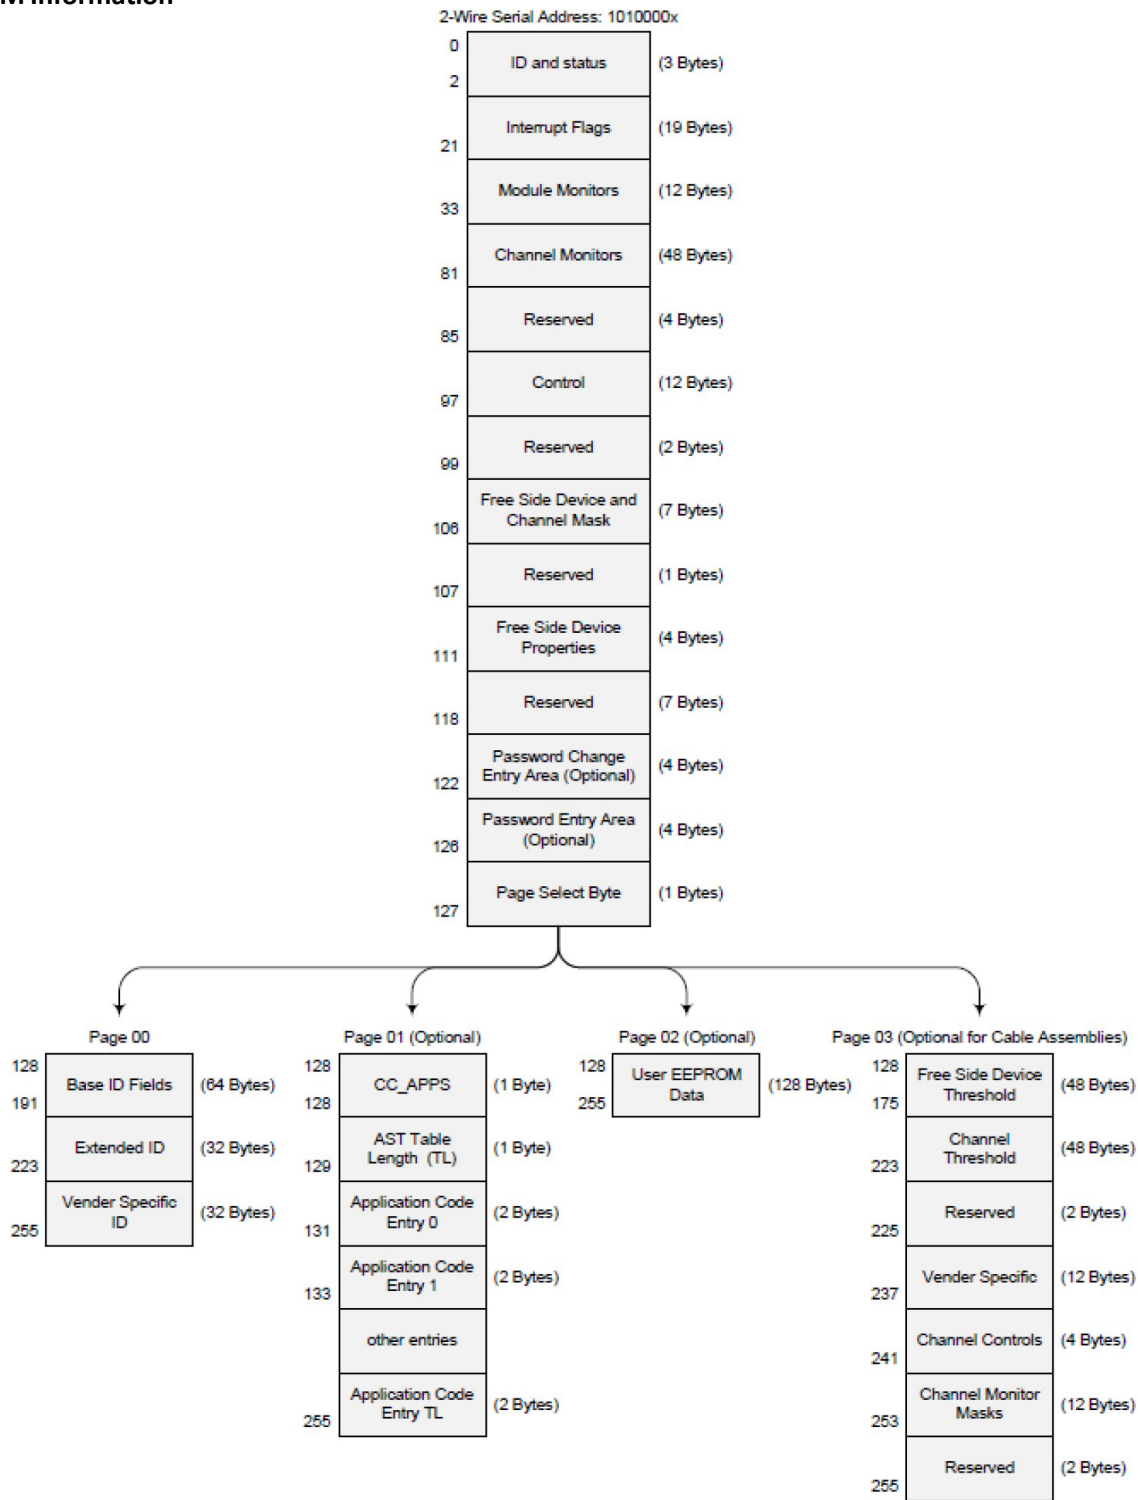 M Information
2-Wire Serial Address: 1010000x
0
ID and status
(3 Bytes)
2
Interrupt Flags
(19 Bytes)
21
Module Monitors
(12 Bytes)
33
Channel Monitors
(48 Bytes)
81
Reserved
(4 Bytes)
85
Control
(12 Bytes)
97
Reserved
(2 Bytes)
99
Free Side Device and
Channel Mask
(7 Bytes)
106
Reserved
(1 Bytes)
107
Free Side Device
Properties
(4 Bytes)
111
Reserved
(7 Bytes)
118
Password Change
Entry Area (Optional)
(4 Bytes)
122
Password Entry Area
(Optional)
(4 Bytes)
126
Page Select Byte
(1 Bytes)
127
Page 00
128
Base ID Fields
(64 Bytes)
191
Extended ID
(32 Bytes)
223
Vender Specific
ID
(32 Bytes)
255
Page 01 (Optional)
128
CC_APPS
(1 Byte)
128
AST Table
Length (TL)
(1 Byte)
129
Application Code
Entry 0
(2 Bytes)
131
Application Code
Entry 1
(2 Bytes)
133
other entries
Application Code
Entry TL
(2 Bytes)
255
Page 02 (Optional)
128
User EEPROM
Data
(128 Bytes)
255
Page 03 (Optional for Cable Assemblies)
128
Free Side Device
Threshold
(48 Bytes)
175
Channel
Threshold
(48 Bytes)
223
Reserved
(2 Bytes)
225
Vender Specific
(12 Bytes)
237
Channel Controls
(4 Bytes)
241
Channel Monitor
Masks
(12 Bytes)
253
Reserved
(2 Bytes)
255